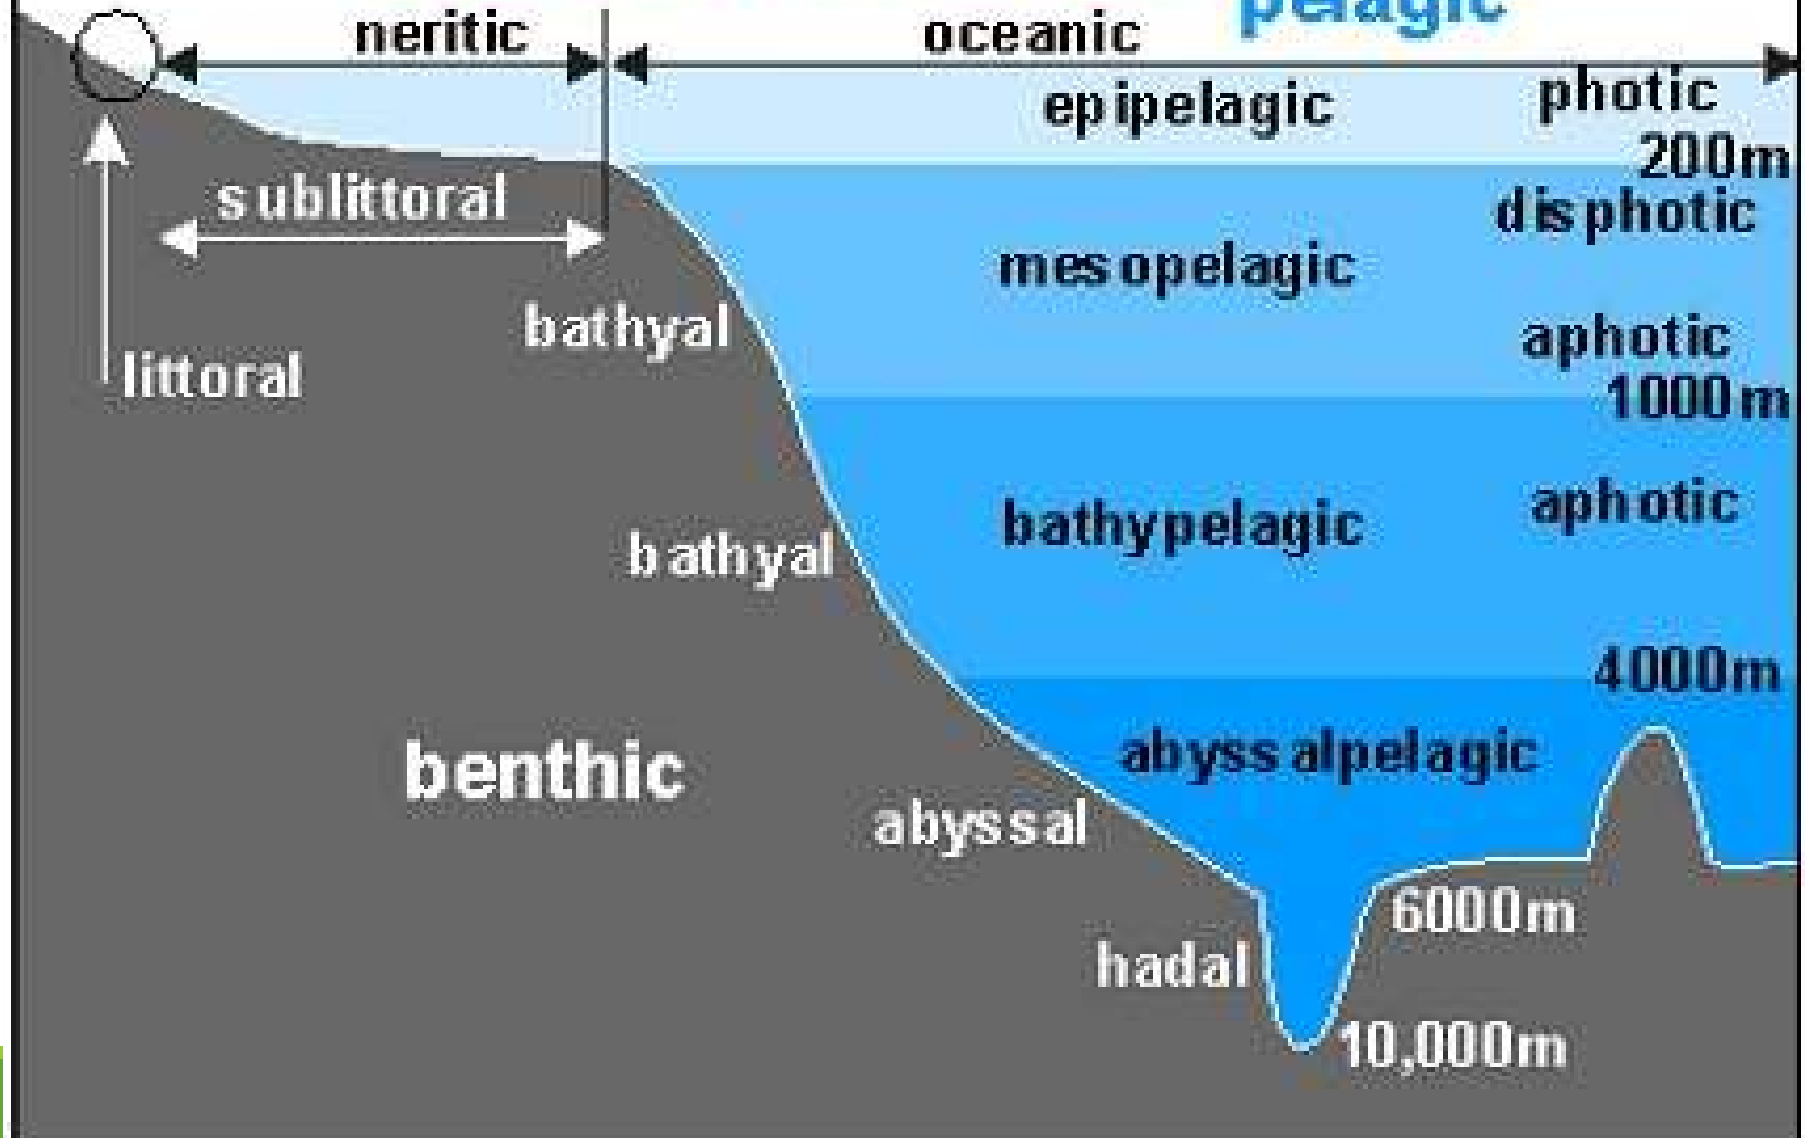 pelagic
neritic
oceanic
epipelagic
photic
200m
sublittoral
disphotic
mesopelagic
bathyal
aphotic
littoral
1000m
bathypelagic
aphotic
bathyal
4000m
benthic
abyssalpelagic
abyssal
6000m
hadal
10,000m